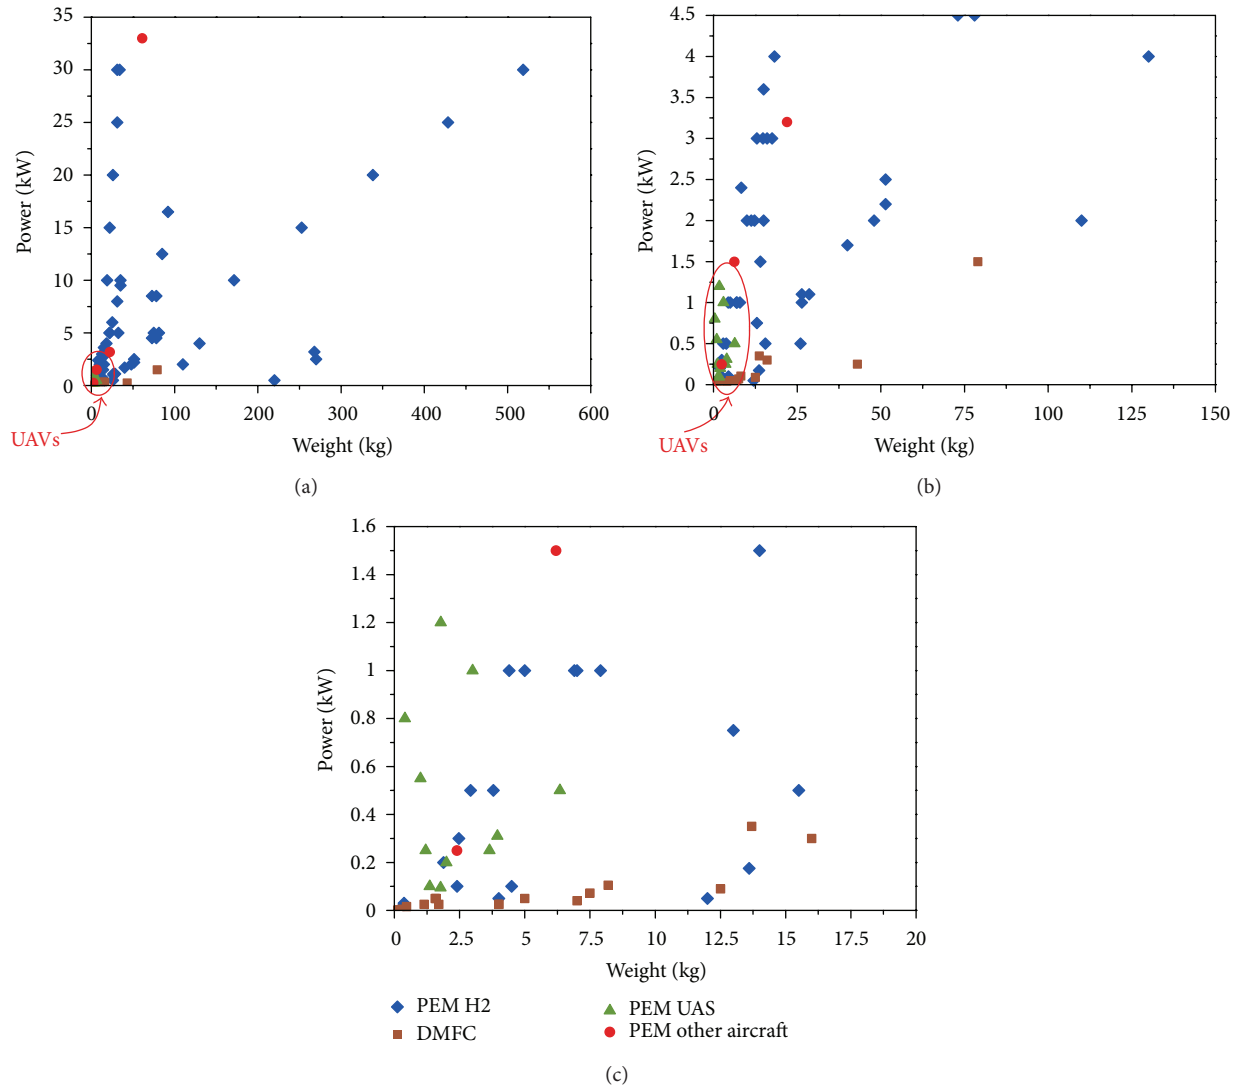 (a)
35
30
25
20
15
10
5
0
Power (kW)
0 100 200 300 400 500 600
Weight (kg)
UAVs
(b)
4.5
4
3.5
3
2.5
2
1.5
1
0.5
0
Power (kW)
0 25 50 75 100 125 150
Weight (kg)
UAVs
(a)
(b)
1.6
1.4
1.2
1
0.8
0.6
0.4
0.2
0
Power (kW)
0 2.5 7.5 10 12.5 15 17.5 20
Weight (kg)
PEM H2
DMFC
PEM UAS
PEM other aircraft
(c)